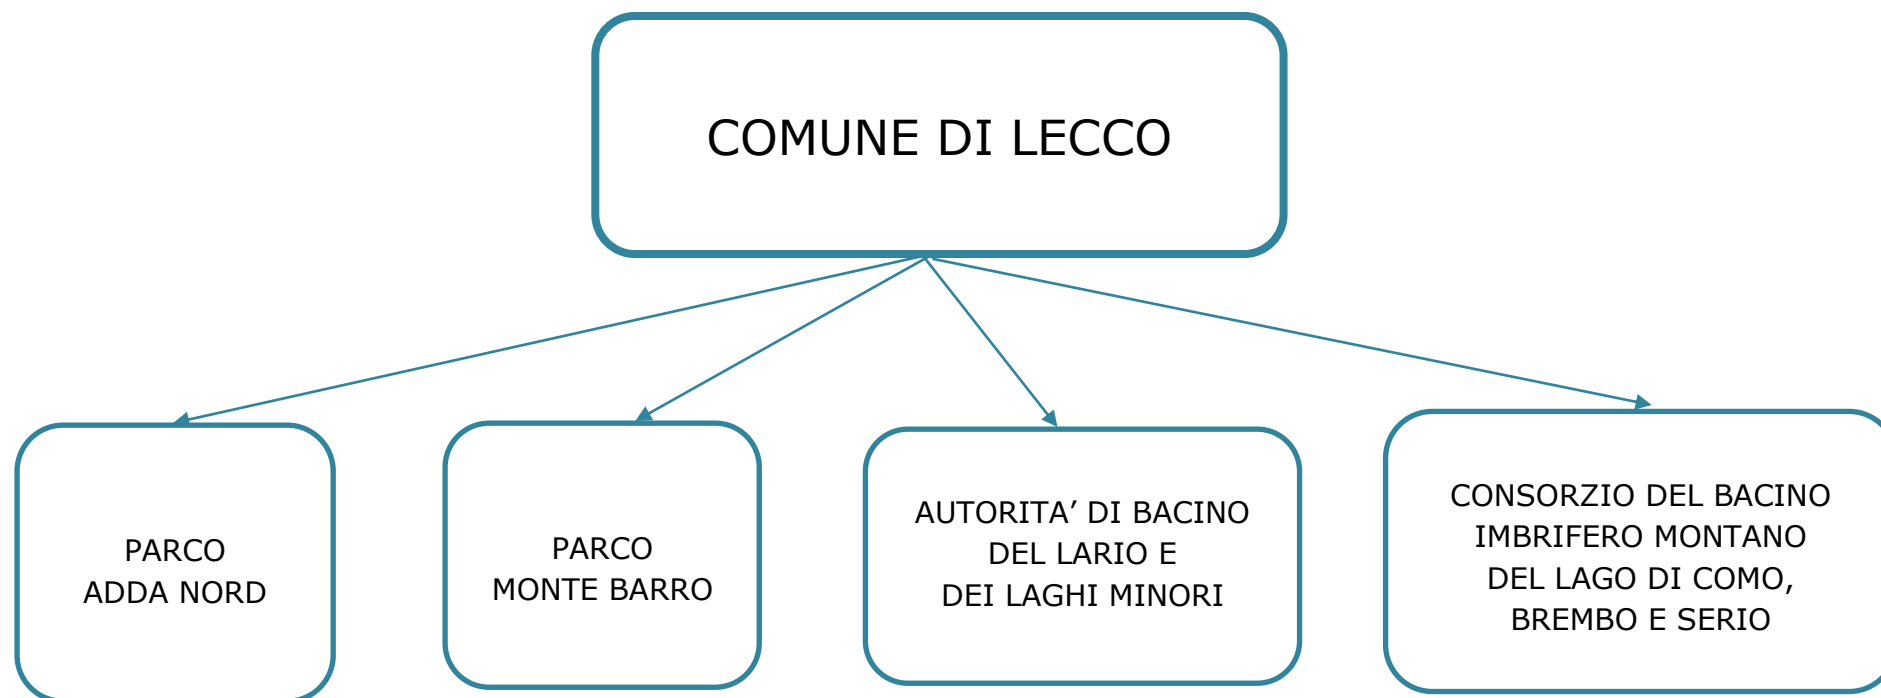 COMUNE DI LECCO
PARCO
ADDA NORD
PARCO
MONTE BARRO
AUTORITA’ DI BACINO
DEL LARIO E
DEI LAGHI MINORI
CONSORZIO DEL BACINO
IMBRIFERO MONTANO
DEL LAGO DI COMO,
BREMBO E SERIO